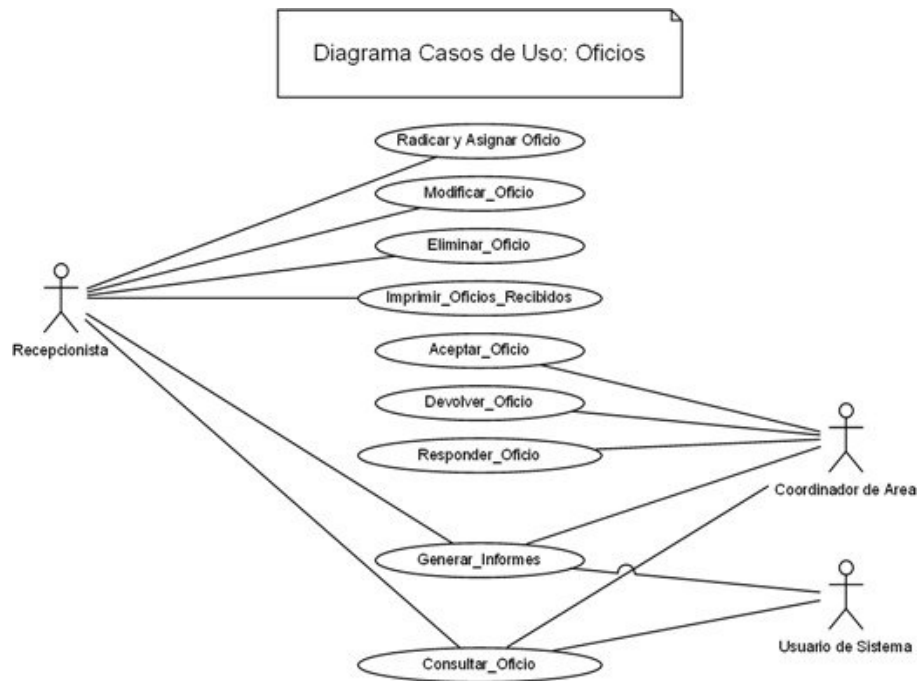 Diagrama Casos de Uso: Oficios
Radicar y Asignar Oficio
Modificar_Oficio
Eliminar_Oficio
Imprimir_Oficios_Recibidos
Recepcionista
Aceptar_Oficio
Devolver_Oficio
Responder_Oficio
Coordinador de Area
Generar_Informes
Usuario de Sistema
Consultar_Oficio